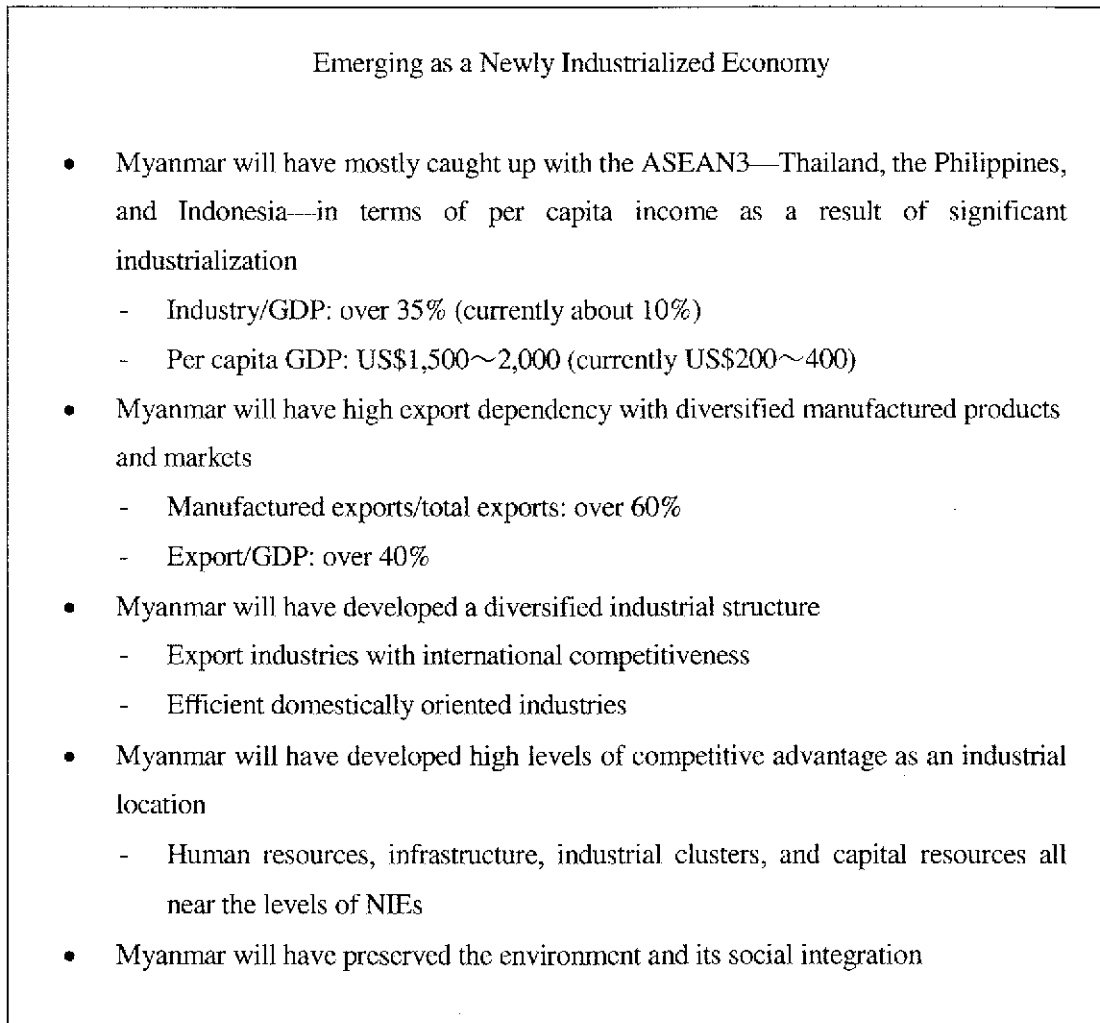 Emerging as a Newly Industrialized Economy
• Myanmar will have mostly caught up with the ASEAN3—Thailand, the Philippines,
and Indonesia—in terms of per capita income as a result of significant
industrialization
- Industry/GDP: over 35% (currently about 10%)
- Per capita GDP: US$1,500～2,000 (currently US$200～400)
• Myanmar will have high export dependency with diversified manufactured products
and markets
- Manufactured exports/total exports: over 60%
- Export/GDP: over 40%
• Myanmar will have developed a diversified industrial structure
- Export industries with international competitiveness
- Efficient domestically oriented industries
• Myanmar will have developed high levels of competitive advantage as an industrial
location
- Human resources, infrastructure, industrial clusters, and capital resources all
near the levels of NIEs
• Myanmar will have preserved the environment and its social integration